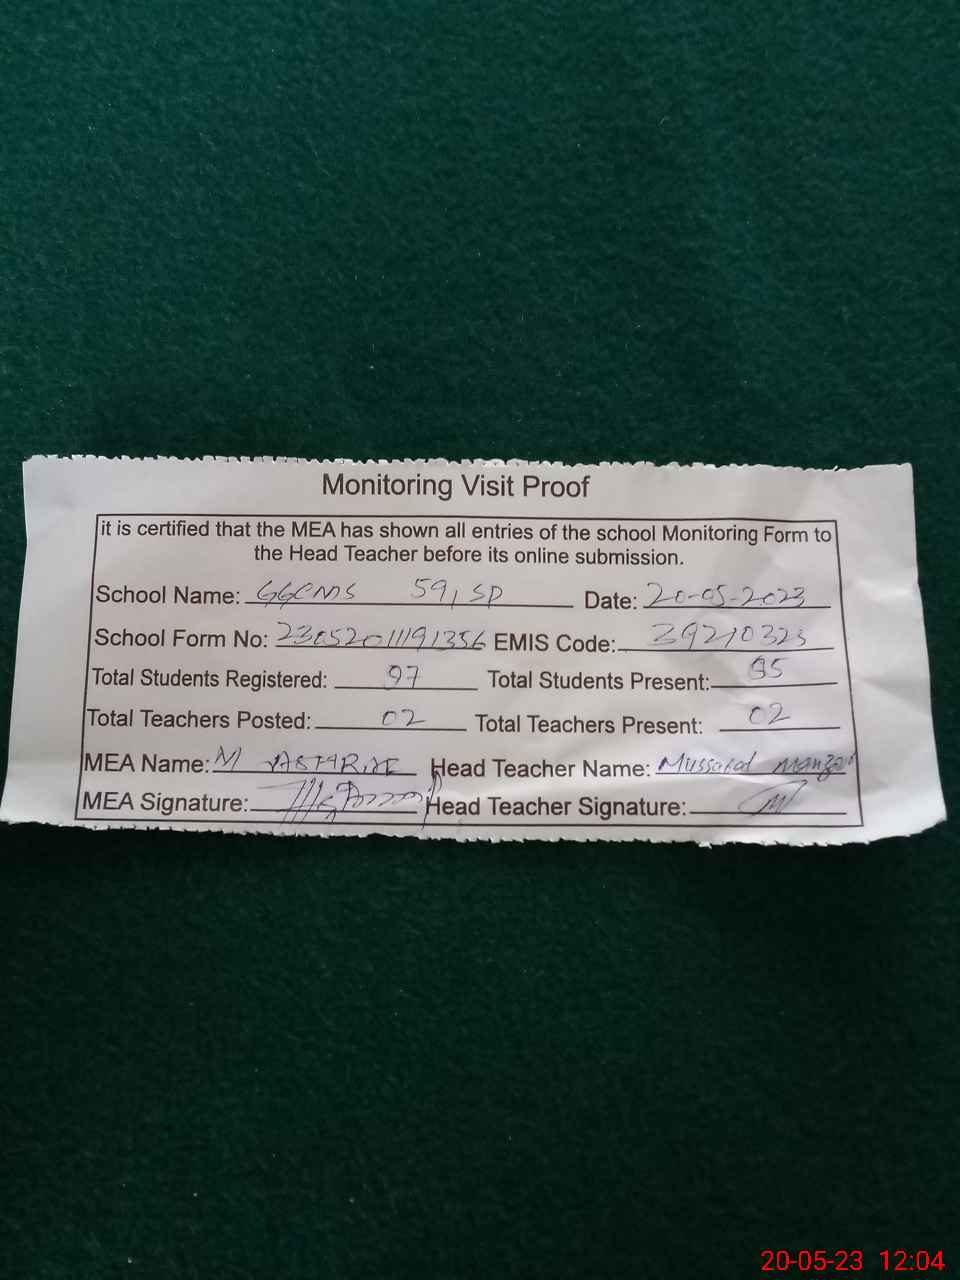 Monitoring Visit Proof
it is certified that the MEA has shown all entries of the school Monitoring Form to
the Head Teacher before its online submission.
School Name: GGCMS 59, SP Date: 20-05-2023
School Form No: 23052011191356 EMIS Code: 39210323
Total Students Registered: 97 Total Students Present: 85
Total Teachers Posted: 02 Total Teachers Present: 02
MEA Name: M Head Teacher Name: Mussarat Manzoor
MEA Signature: Head Teacher Signature:
20-05-23 12:04